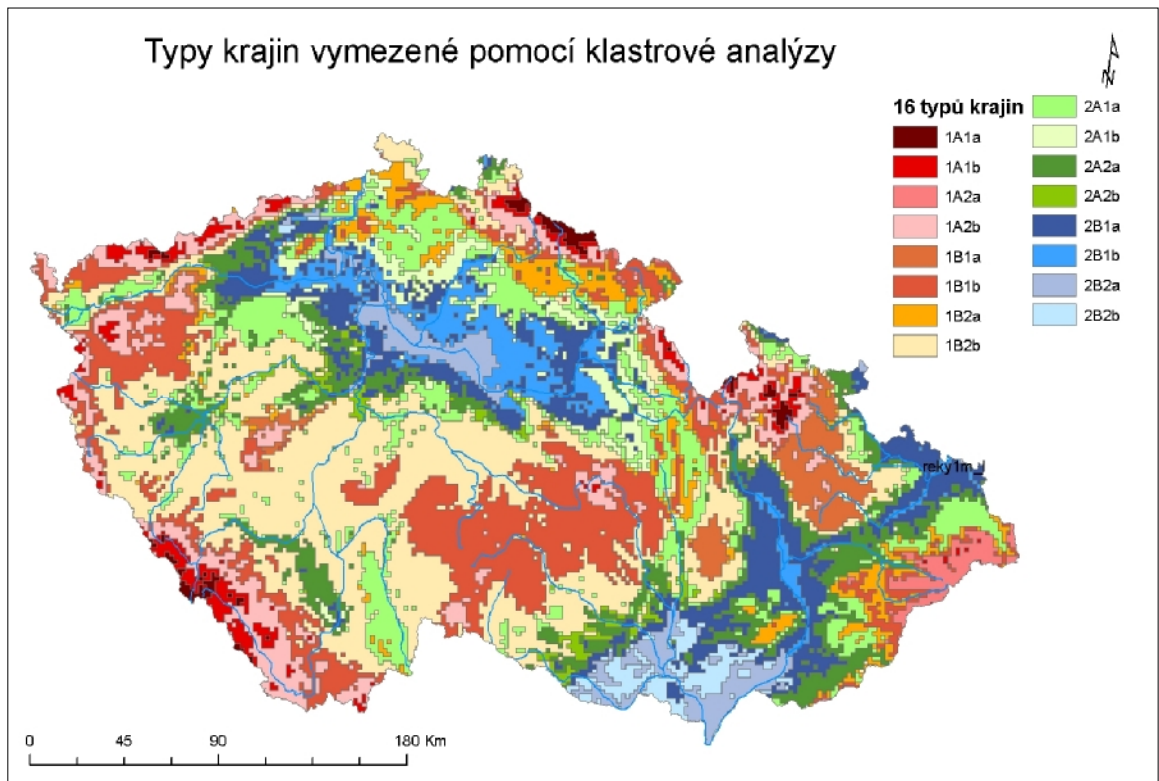 Typy krajin vymezené pomocí klastrové analýzy
N
16 typů krajin
1A1a
1A1b
1A2a
1A2b
1B1a
1B1b
1B2a
1B2b
2A1a
2A1b
2A2a
2A2b
2B1a
2B1b
2B2a
2B2b
reky1m_l
0 45 90 180 Km